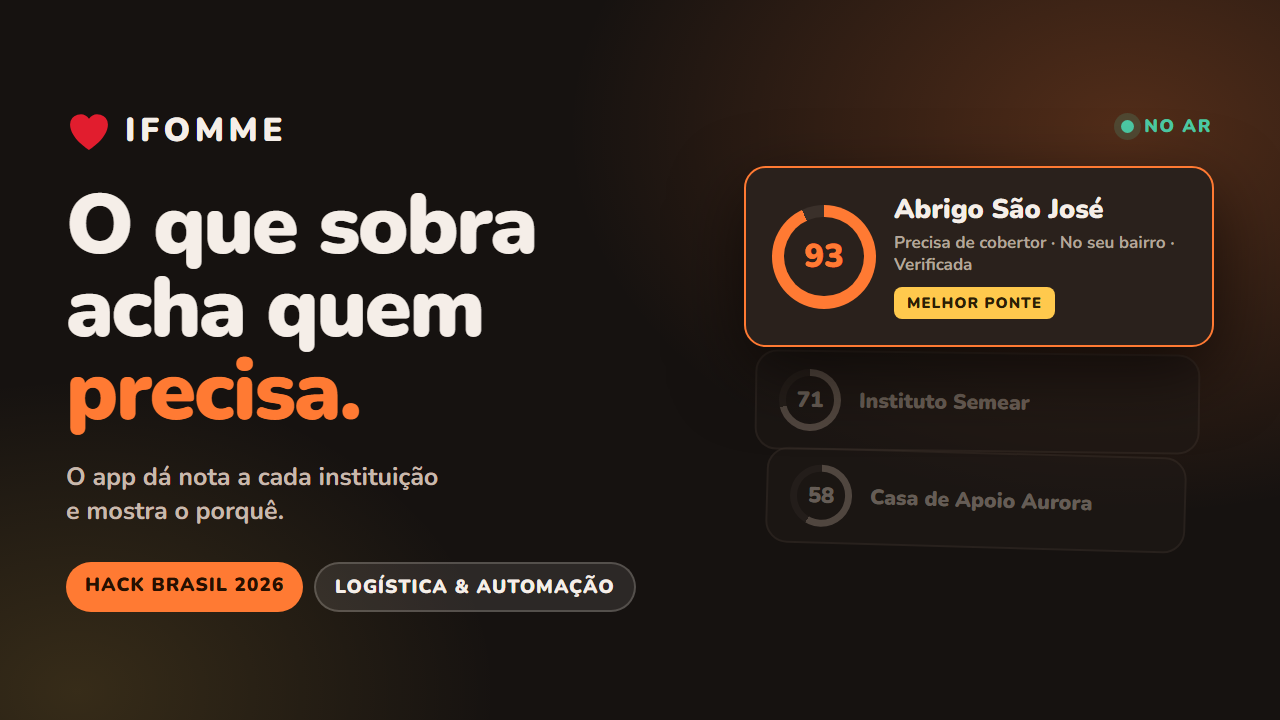 IFOMME
O que sobra
acha quem
precisa.
O app dá nota a cada instituição
e mostra o porquê.
HACK BRASIL 2026
LOGÍSTICA & AUTOMAÇÃO
NO AR
93
Abrigo São José
Precisa de cobertor · No seu bairro ·
Verificada
MELHOR PONTE
71
Instituto Semear
58
Casa de Apoio Aurora